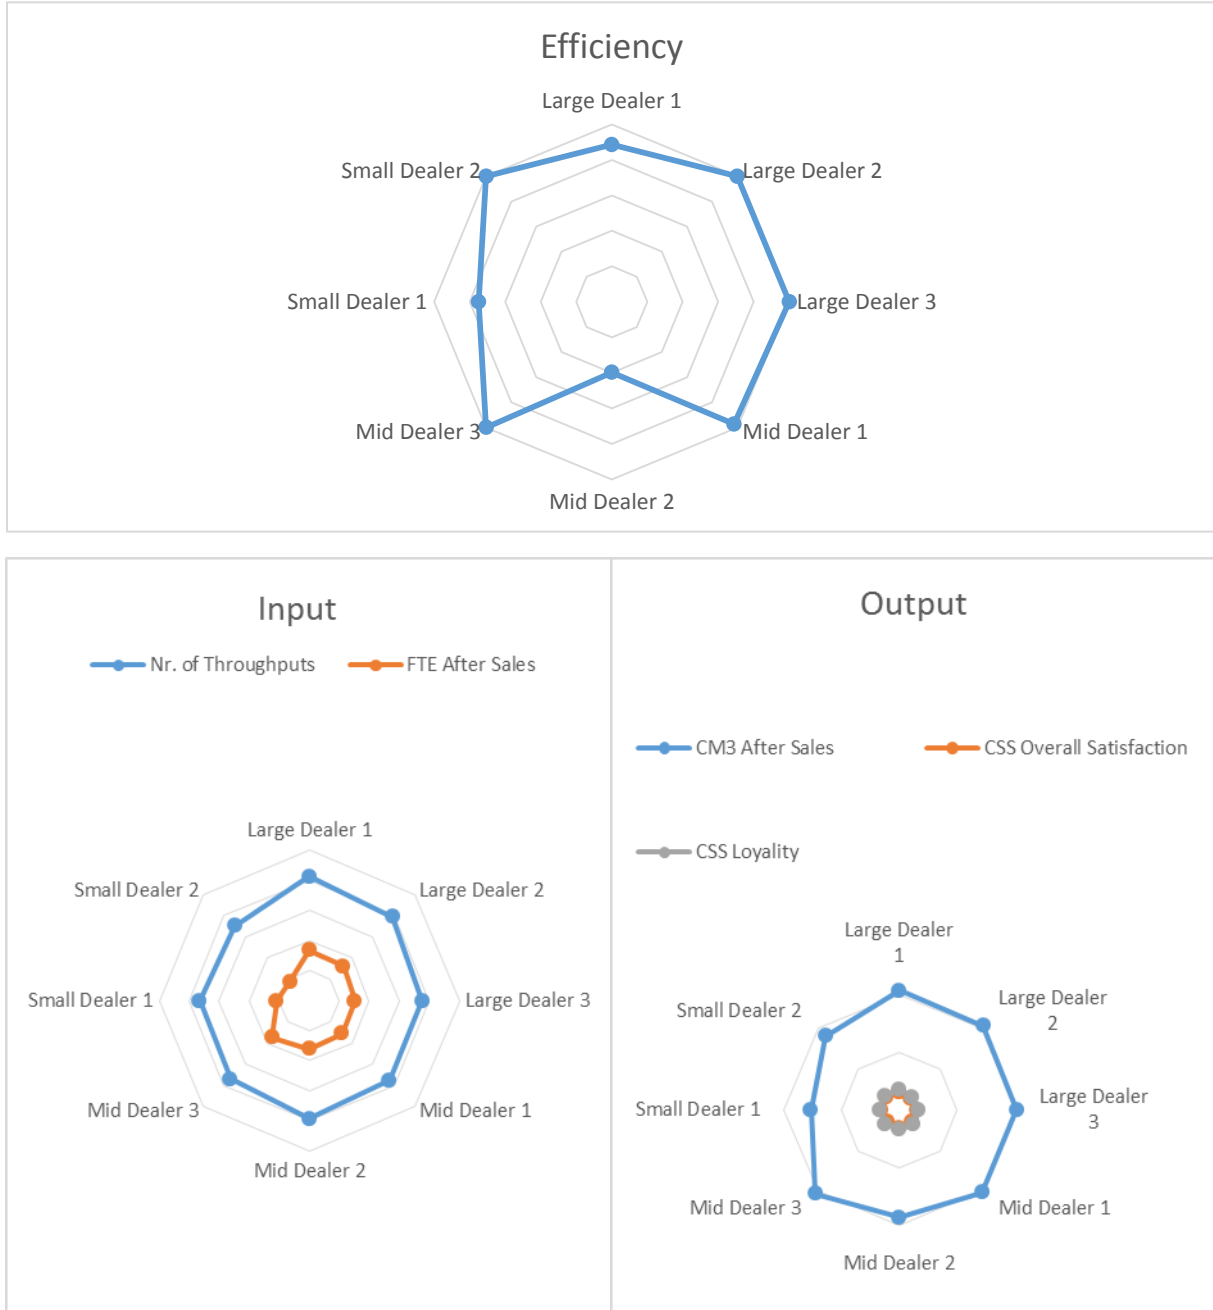 Efficiency
Large Dealer 1
Small Dealer 2
Large Dealer 2
Small Dealer 1
Large Dealer 3
Mid Dealer 3
Mid Dealer 1
Mid Dealer 2
Input
Nr. of Throughputs
FTE After Sales
Large Dealer 1
Small Dealer 2
Large Dealer 2
Small Dealer 1
Large Dealer 3
Mid Dealer 3
Mid Dealer 1
Mid Dealer 2
Output
CM3 After Sales
CSS Overall Satisfaction
CSS Loyality
Large Dealer
1
Small Dealer 2
Large Dealer
2
Small Dealer 1
Large Dealer
3
Mid Dealer 3
Mid Dealer 1
Mid Dealer 2